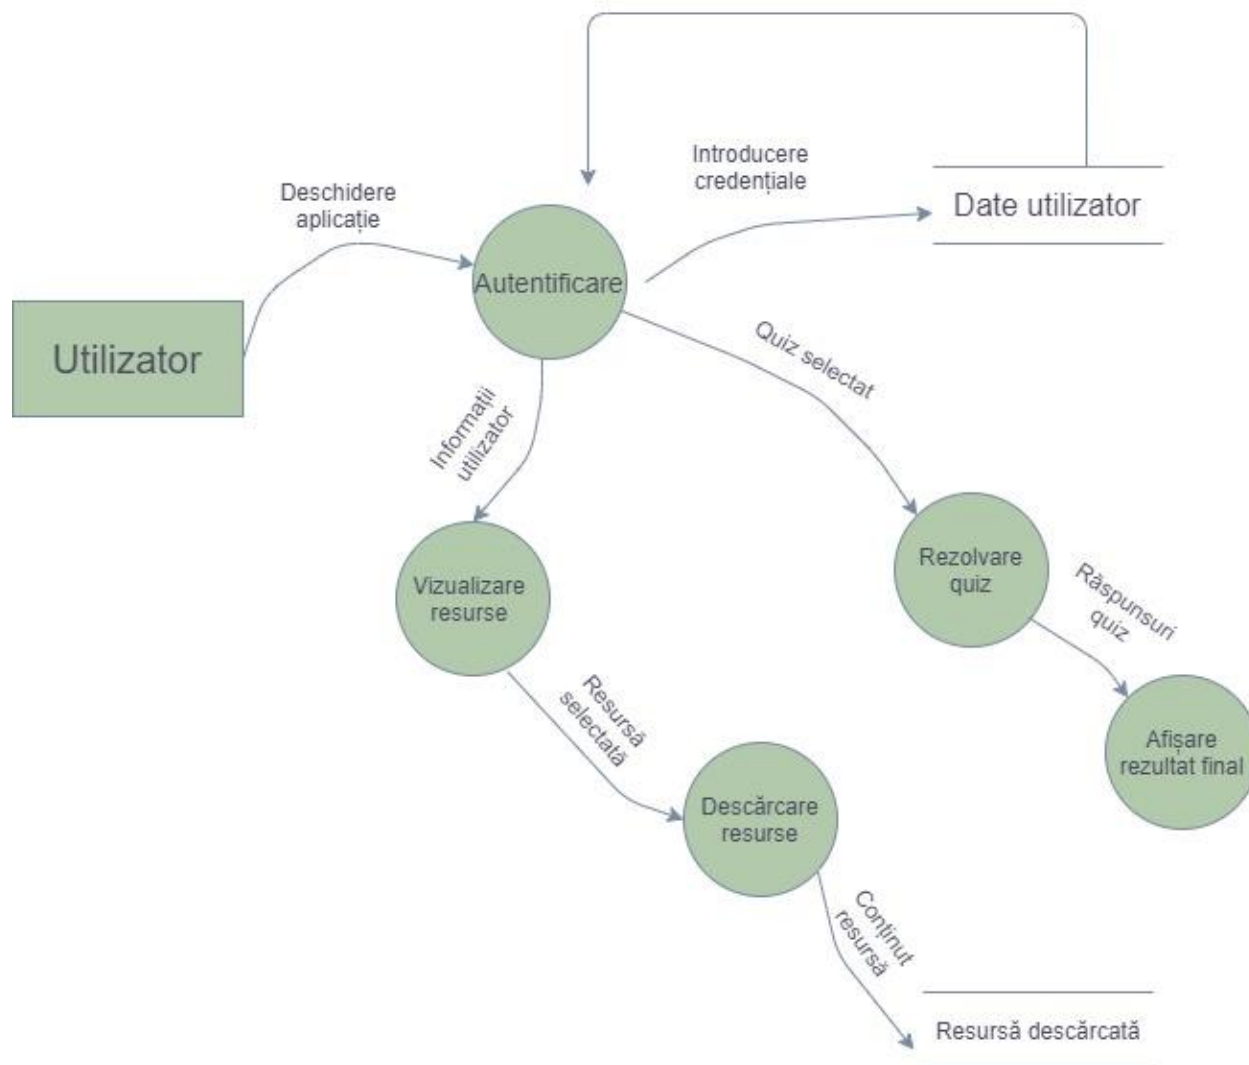 Introducere
credențiale
Deschidere
aplicație
Date utilizator
Autentificare
Utilizator
Quiz selectat
Informații
utilizator
Rezolvare
quiz
Vizualizare
resurse
Răspunsuri
quiz
Resursă
selectată
Afișare
rezultat final
Descărcare
resurse
Conținut
resursă
Resursă descărcată